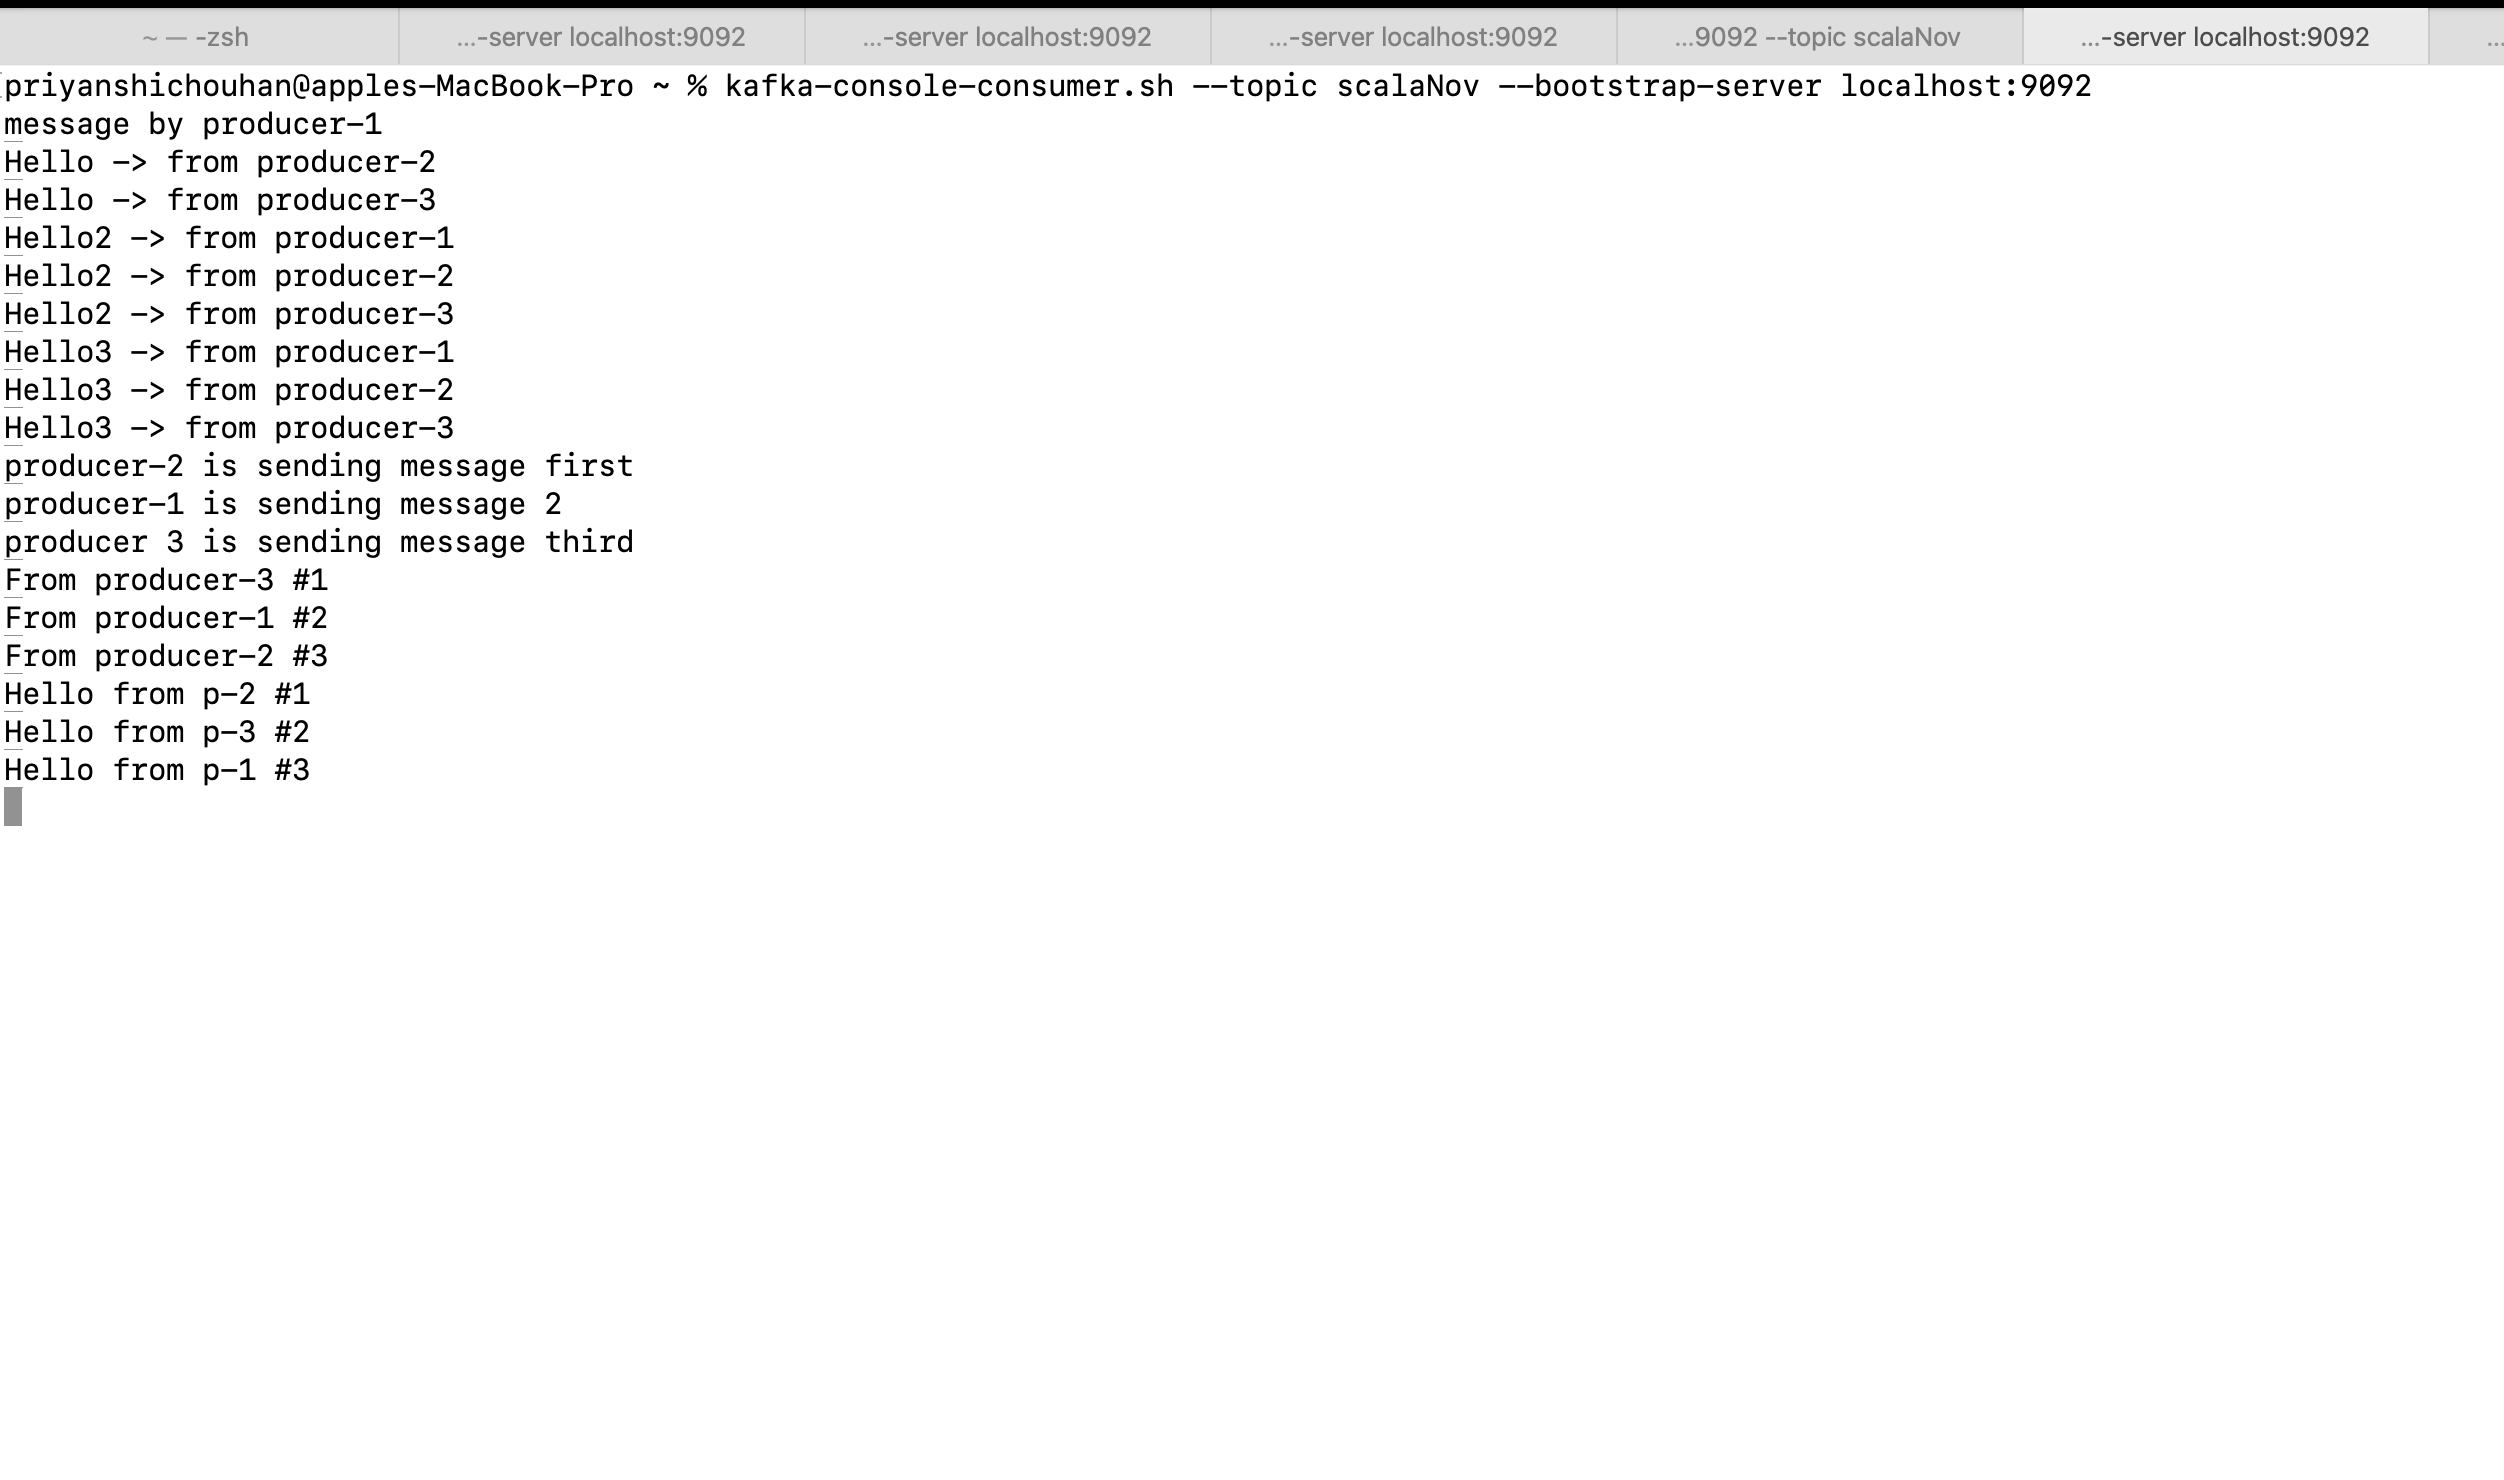 ~ — -zsh
...-server localhost:9092
...-server localhost:9092
...-server localhost:9092
...9092 --topic scalaNov
...-server localhost:9092
...
priyanshichouhan@apples-MacBook-Pro ~ % kafka-console-consumer.sh --topic scalaNov --bootstrap-server localhost:9092
message by producer-1
Hello -> from producer-2
Hello -> from producer-3
Hello2 -> from producer-1
Hello2 -> from producer-2
Hello2 -> from producer-3
Hello3 -> from producer-1
Hello3 -> from producer-2
Hello3 -> from producer-3
producer-2 is sending message first
producer-1 is sending message 2
producer 3 is sending message third
From producer-3 #1
From producer-1 #2
From producer-2 #3
Hello from p-2 #1
Hello from p-3 #2
Hello from p-1 #3